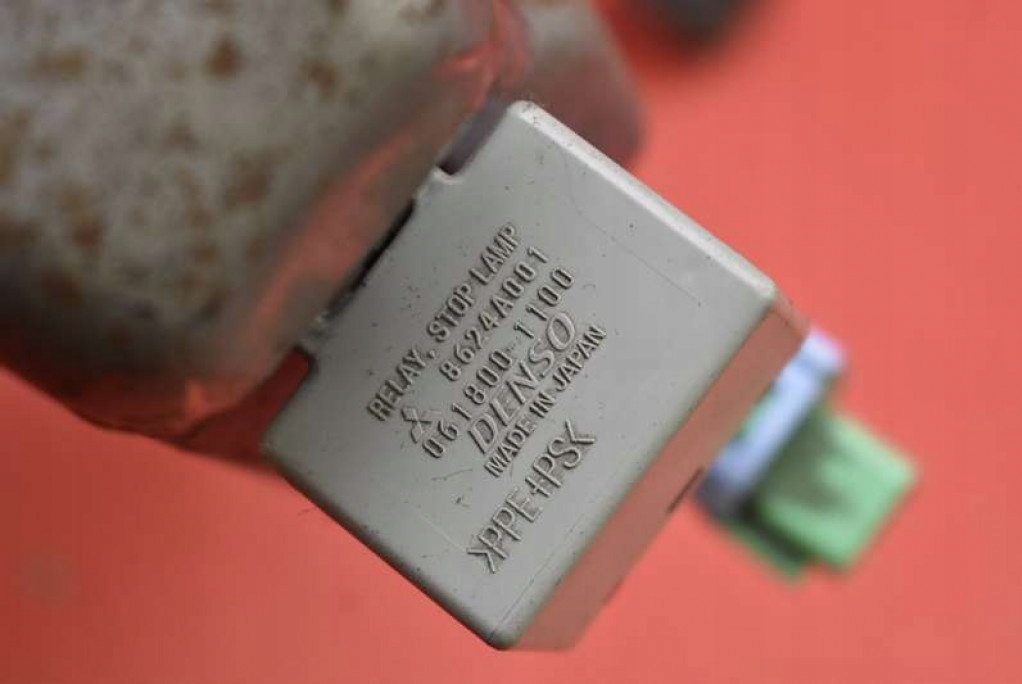 RELAY, STOP LAMP
8624A001
061800-1100
DENSO
MADE IN JAPAN
>PPE+PS<